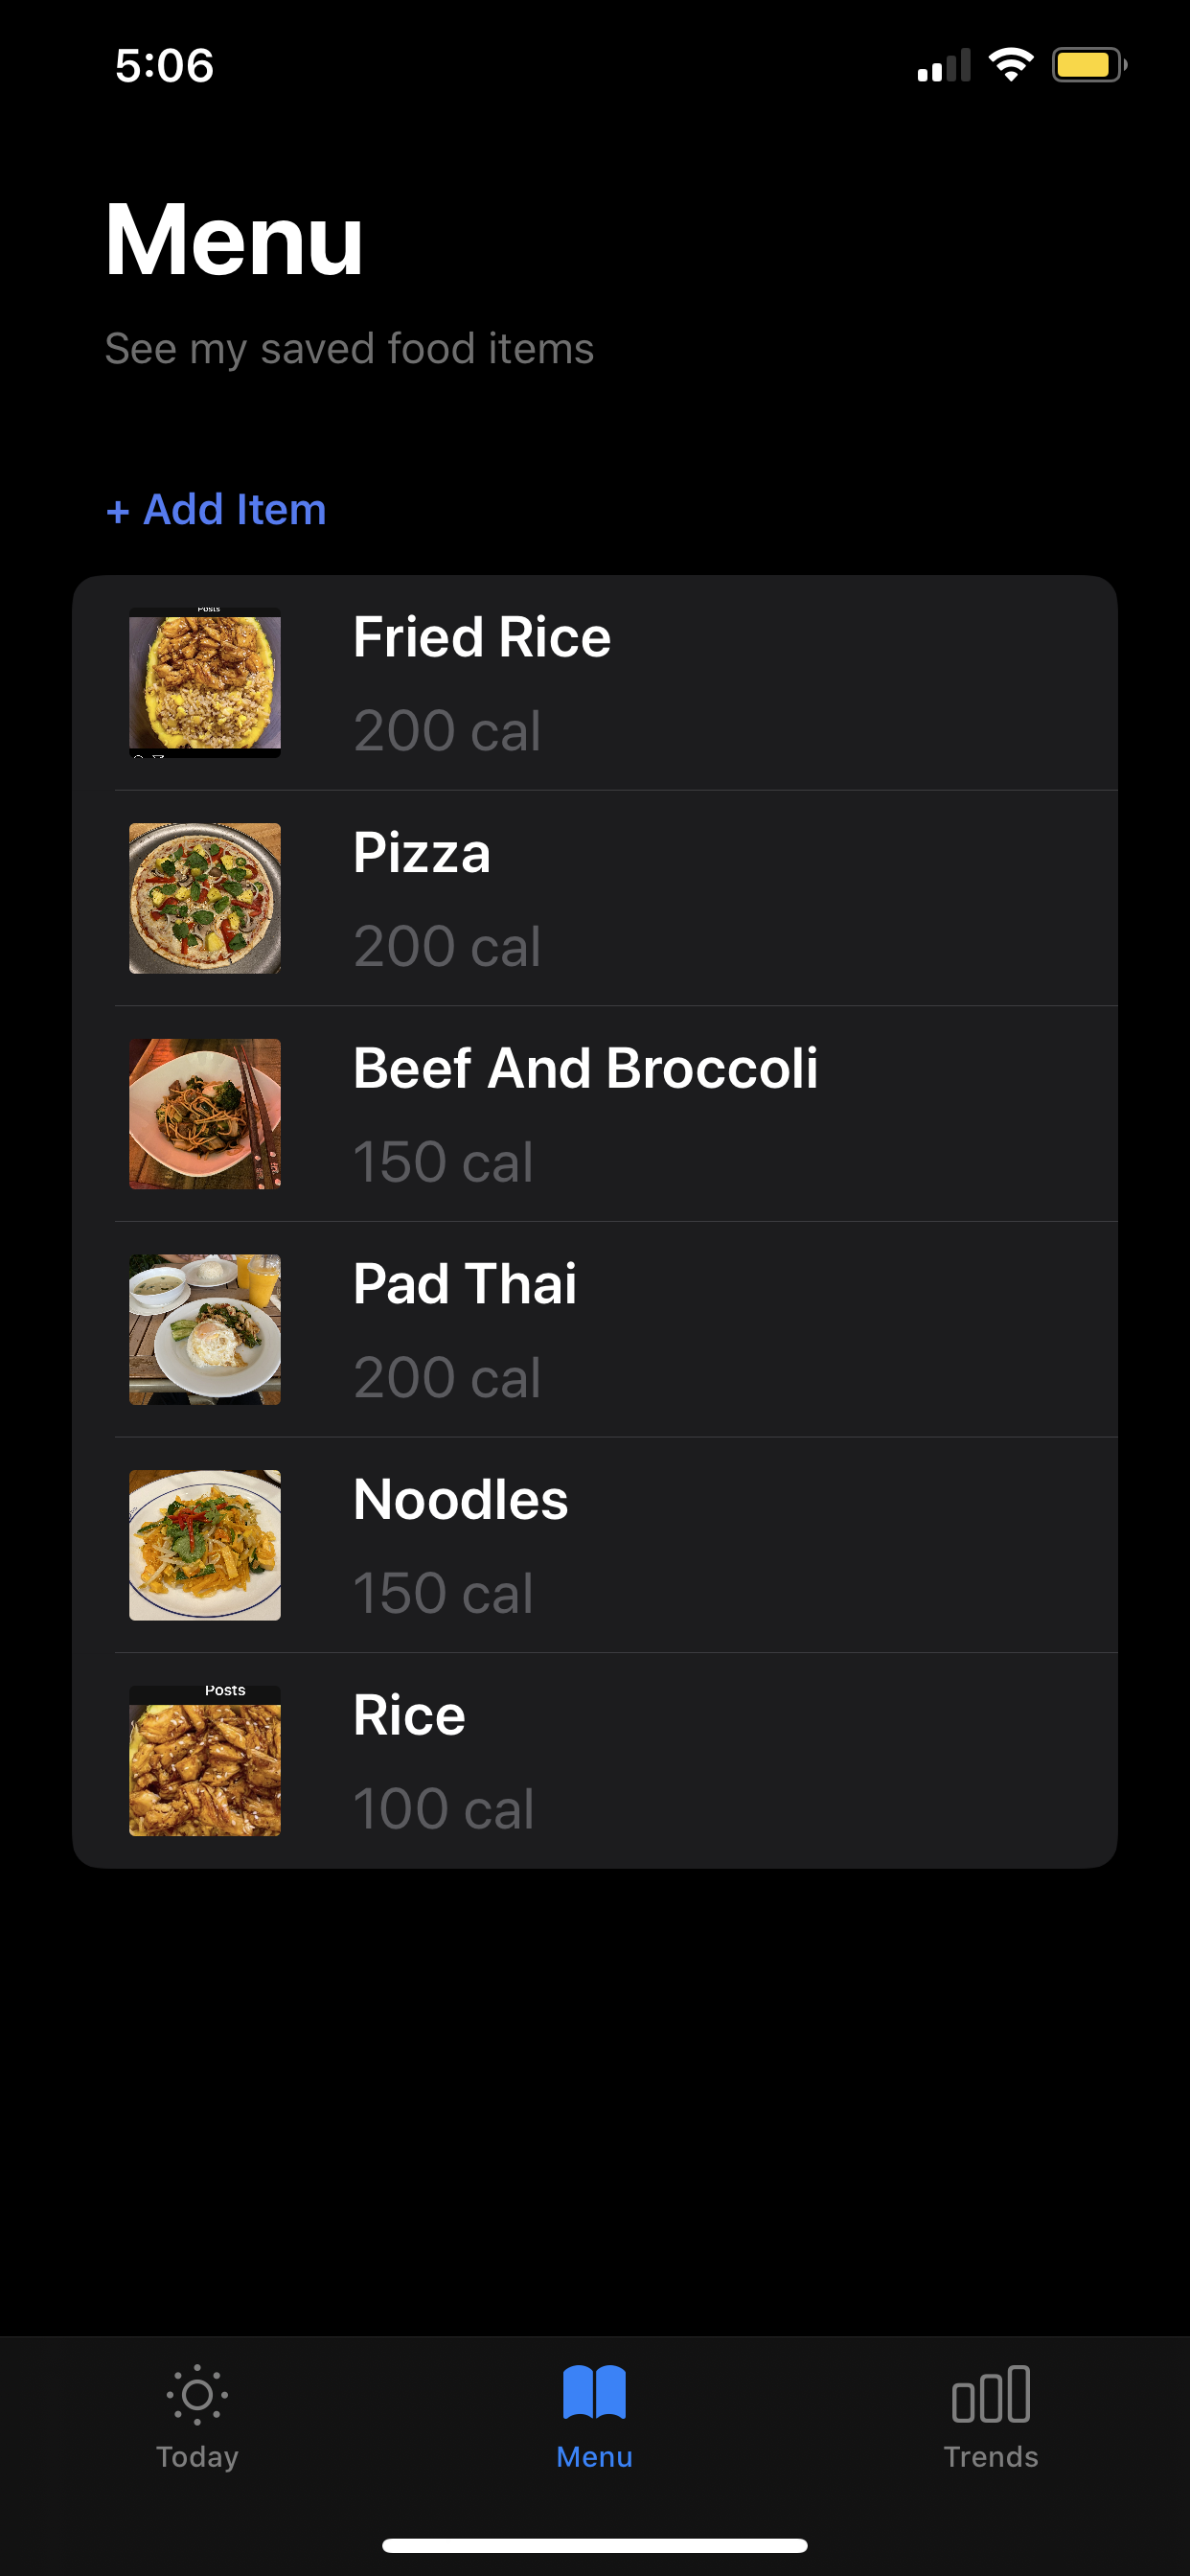 5:06
Menu
See my saved food items
+ Add Item
Posts
Fried Rice
200 cal
Pizza
200 cal
Beef And Broccoli
150 cal
Pad Thai
200 cal
Noodles
150 cal
Posts
Rice
100 cal
Today
Menu
Trends